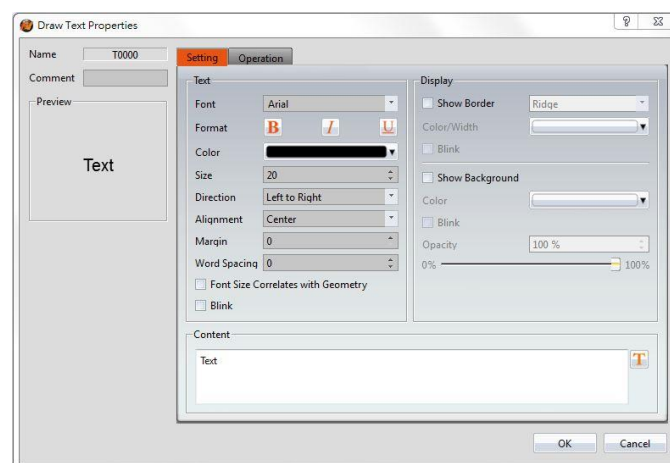 Draw Text Properties
Name T0000
Comment
Preview
Text
Setting Operation
Text
Font Arial
Format B I U
Color
Size 20
Direction Left to Right
Alignment Center
Margin 0
Word Spacing 0
Font Size Correlates with Geometry
Blink
Display
Show Border Ridge
Color/Width
Blink
Show Background
Color
Blink
Opacity 100 %
0% 100%
Content
Text
T
OK Cancel